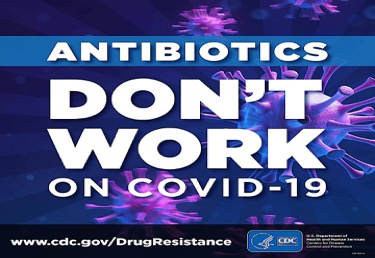 ANTIBIOTICS
DON'T
WORK
ON COVID-19
www.cdc.gov/DrugResistance
CDC
U.S. Department of
Health and Human Services
Centers for Disease
Control and Prevention